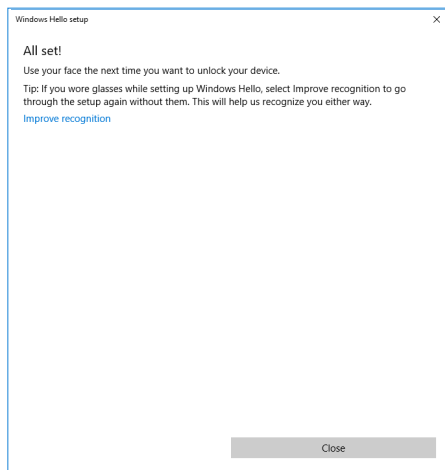 Windows Hello setup
All set!
Use your face the next time you want to unlock your device.
Tip: If you wore glasses while setting up Windows Hello, select Improve recognition to go
through the setup again without them. This will help us recognize you either way.
Improve recognition
Close